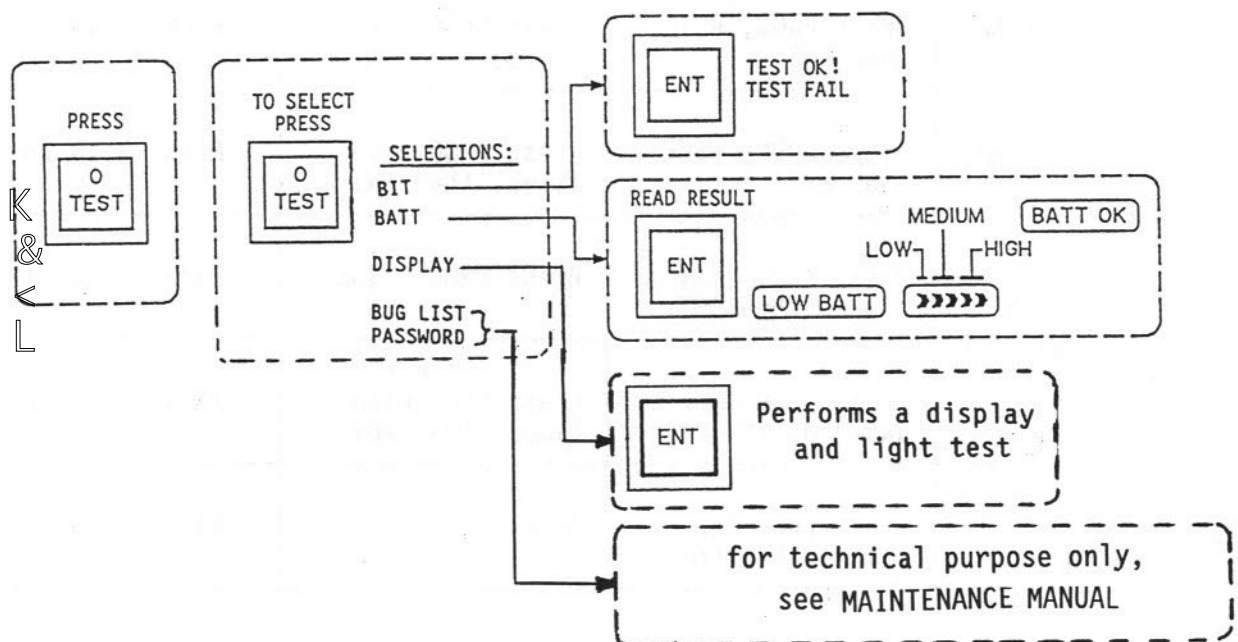 PRESS
0
TEST
K
&
<
L
TO SELECT
PRESS
0
TEST
SELECTIONS:
BIT
BATT
DISPLAY
BUG LIST
PASSWORD
ENT
TEST OK!
TEST FAIL
READ RESULT
ENT
LOW BATT
LOW
MEDIUM
HIGH
BATT OK
ENT
Performs a display
and light test
for technical purpose only,
see MAINTENANCE MANUAL